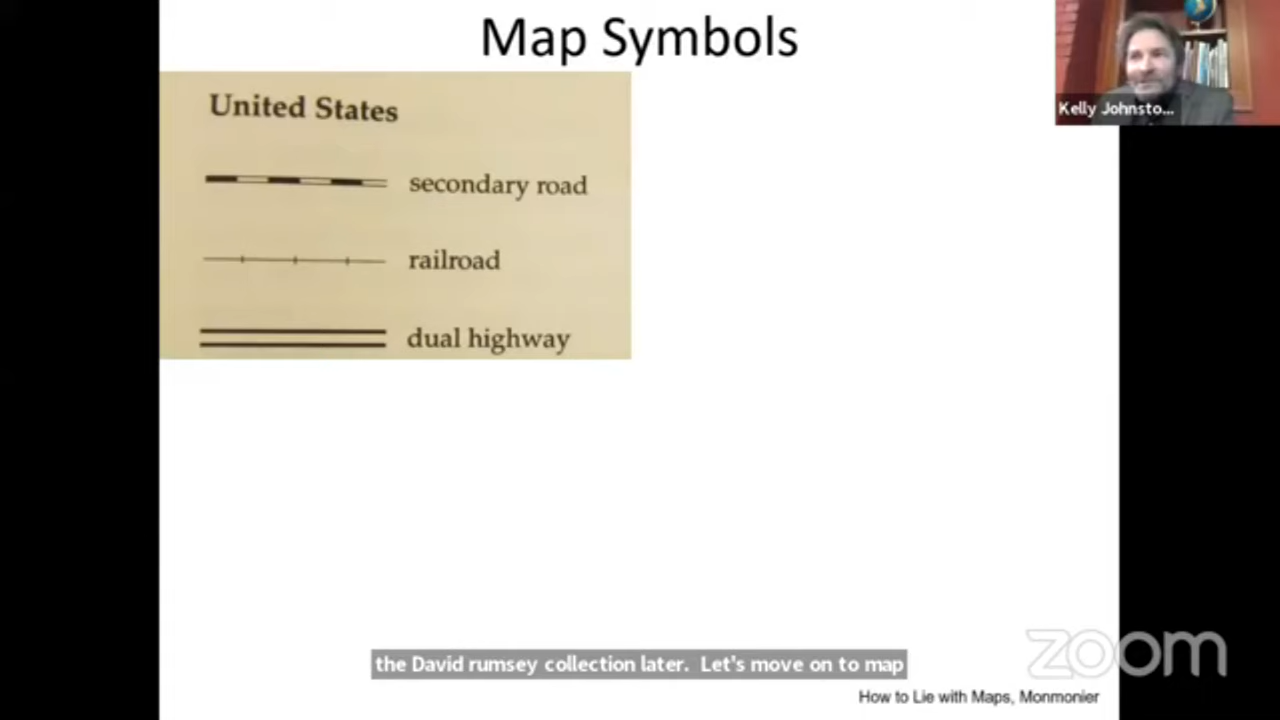 Map Symbols
Kelly Johnsto...
United States
secondary road
railroad
dual highway
the David rumsey collection later. Let's move on to map
zoom
How to Lie with Maps, Monmonier